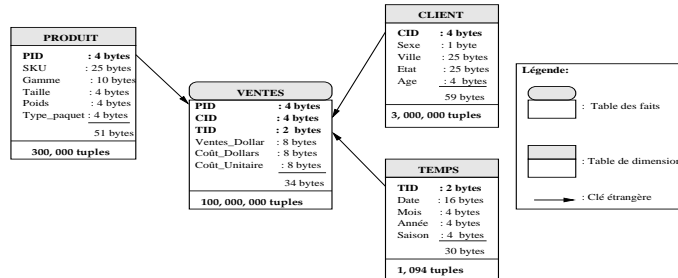 PRODUIT
PID : 4 bytes
SKU : 25 bytes
Gamme : 10 bytes
Taille : 4 bytes
Poids : 4 bytes
Type_paquet : 4 bytes
51 bytes
300, 000 tuples
VENTES
PID : 4 bytes
CID : 4 bytes
TID : 2 bytes
Ventes_Dollar : 8 bytes
Coût_Dollars : 8 bytes
Coût_Unitaire : 8 bytes
34 bytes
100, 000, 000 tuples
CLIENT
CID : 4 bytes
Sexe : 1 byte
Ville : 25 bytes
Etat : 25 bytes
Age : 4 bytes
59 bytes
3, 000, 000 tuples
TEMPS
TID : 2 bytes
Date : 16 bytes
Mois : 4 bytes
Année : 4 bytes
Saison : 4 bytes
30 bytes
1, 094 tuples
Légende:
: Table des faits
: Table de dimension
: Clé étrangère